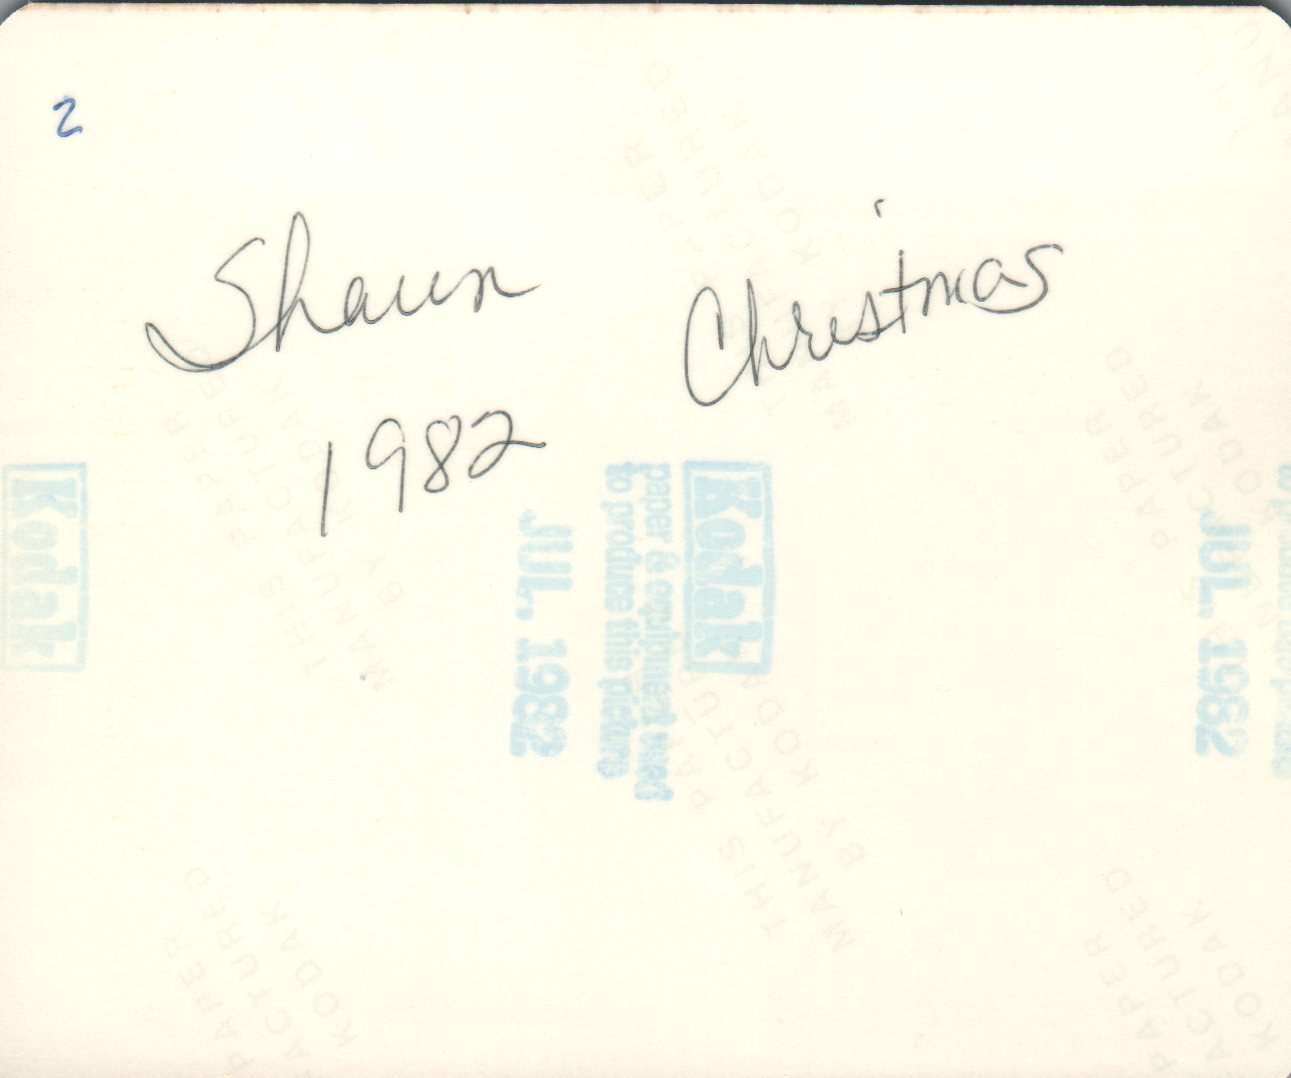 2
Shaun Christmas
1982
Kodak
paper & equipment used
to produce this picture
JUL. 1982
Kodak
JUL. 1982
THIS PAPER
MANUFACTURED
BY KODAK